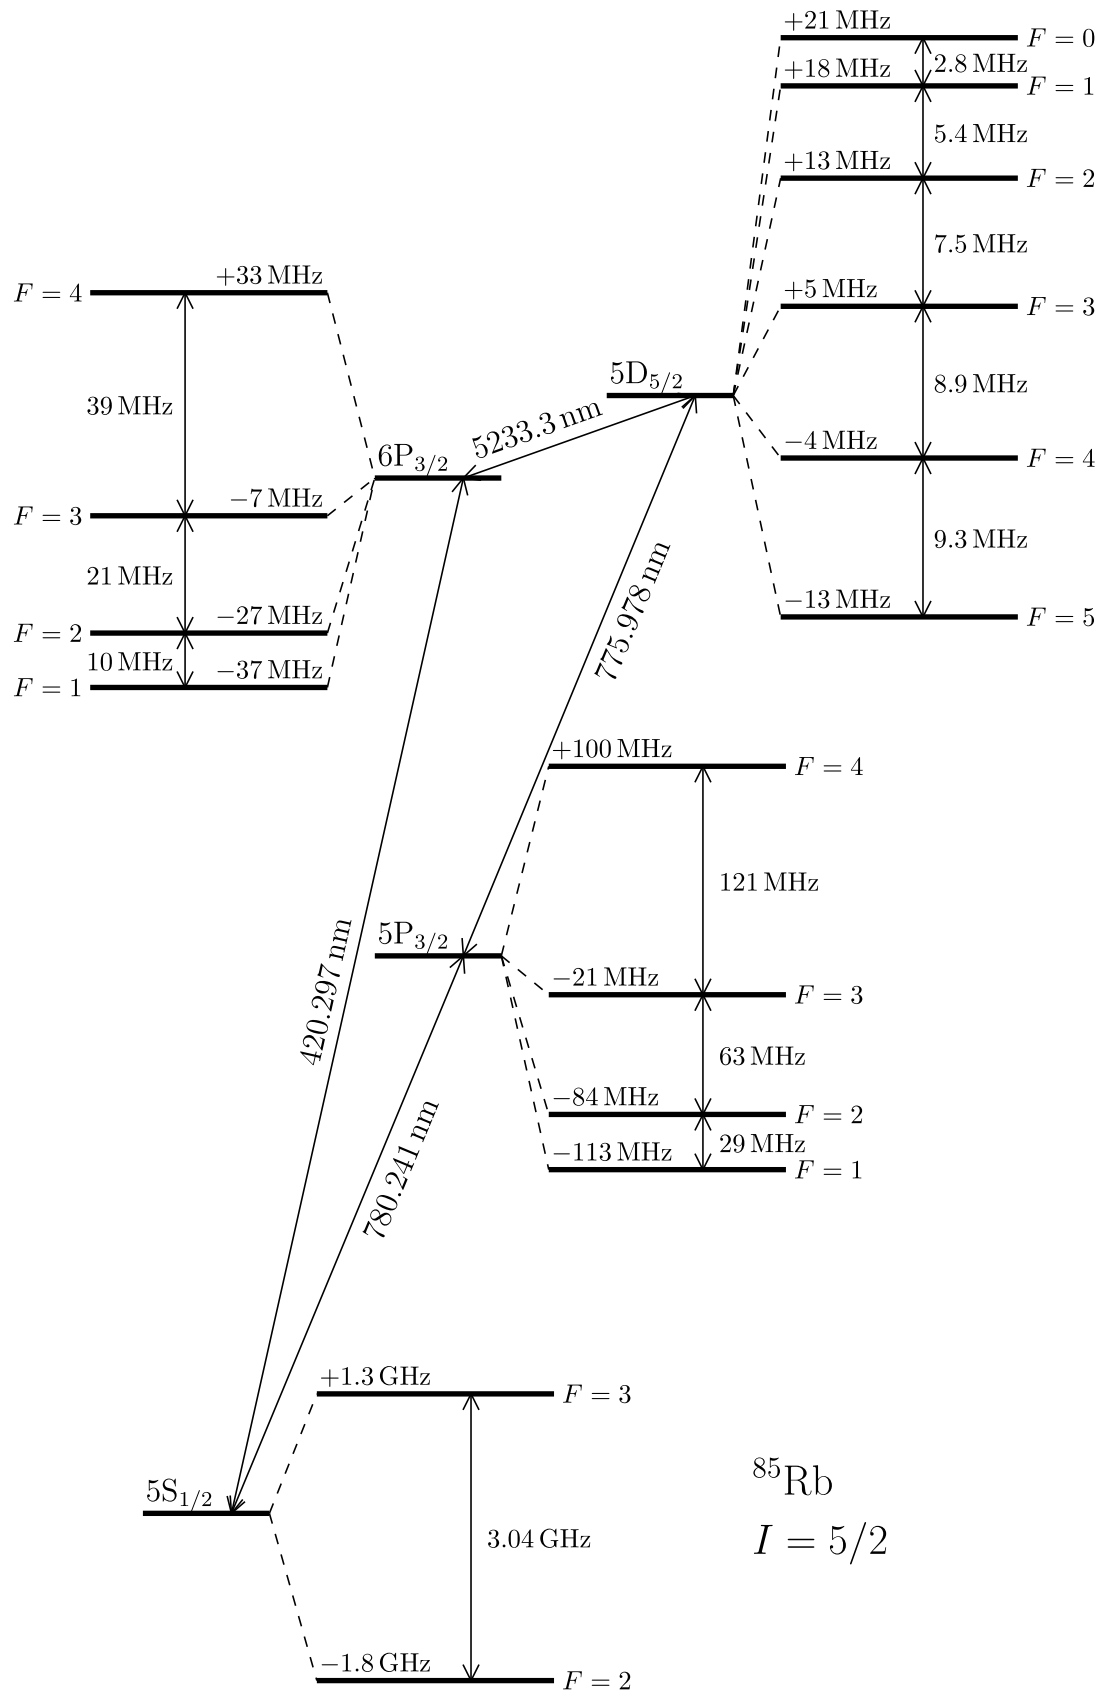 +21 MHz
F = 0
2.8 MHz
+18 MHz
F = 1
5.4 MHz
+13 MHz
F = 2
7.5 MHz
+5 MHz
F = 3
8.9 MHz
−4 MHz
F = 4
9.3 MHz
−13 MHz
F = 5
5D5/2
+33 MHz
F = 4
39 MHz
−7 MHz
F = 3
21 MHz
−27 MHz
F = 2
10 MHz
−37 MHz
F = 1
6P3/2
5233.3 nm
775.978 nm
+100 MHz
F = 4
121 MHz
−21 MHz
F = 3
63 MHz
−84 MHz
F = 2
29 MHz
−113 MHz
F = 1
5P3/2
420.297 nm
780.241 nm
+1.3 GHz
F = 3
3.04 GHz
−1.8 GHz
F = 2
5S1/2
85Rb
I = 5/2